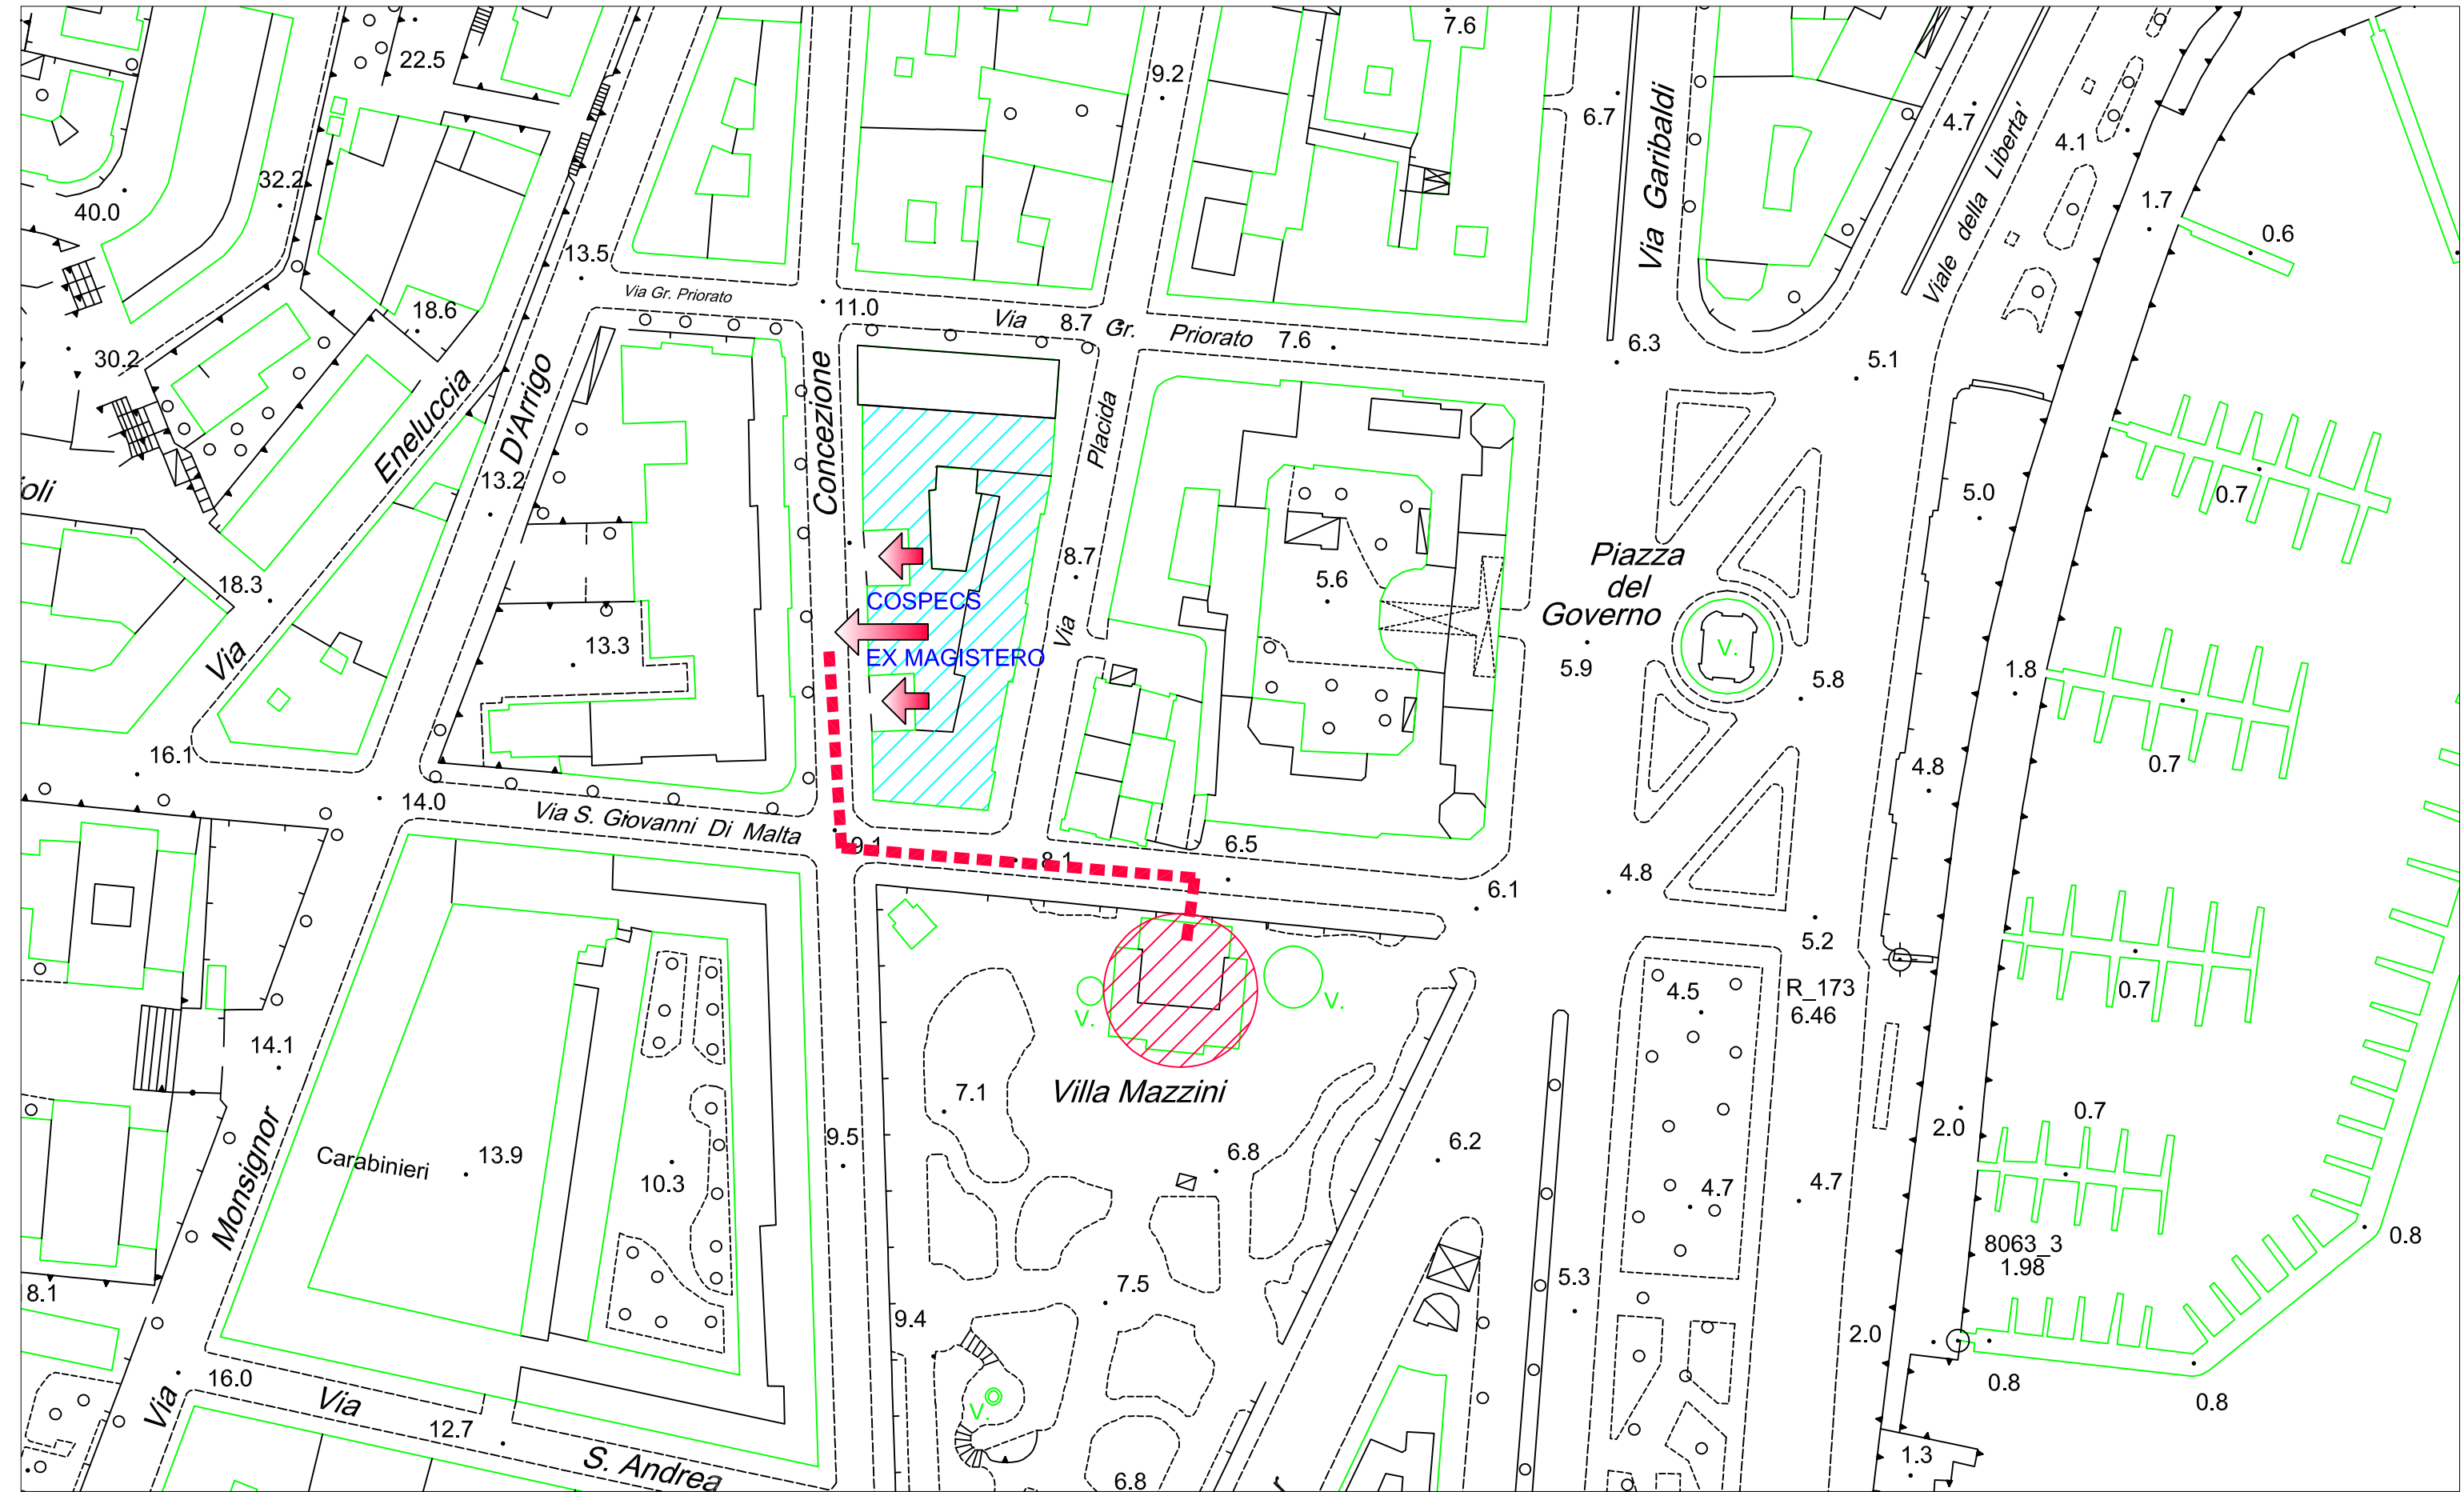 7.6
22.5
9.2
6.7
Via Garibaldi
4.7
Viale della Liberta'
4.1
32.2
40.0
1.7
0.6
13.5
Via Gr. Priorato
11.0
Via 8.7 Gr. Priorato 7.6
18.6
6.3
5.1
30.2
Concezione
Eneluccia
D'Arrigo
Placida
13.2
5.0
0.7
Piazza
del
Governo
8.7
5.6
18.3
COSPECS
EX MAGISTERO
13.3
Via
Via
5.9
V.
5.8
1.8
16.1
14.0
4.8
0.7
Via S. Giovanni Di Malta
9.1
8.1
6.5
4.8
6.1
5.2
4.5
R_173
6.46
0.7
V.
V.
14.1
Villa Mazzini
7.1
Monsignor
Carabinieri
13.9
10.3
9.5
6.8
6.2
4.7
4.7
2.0
0.7
8063_3
1.98
0.8
8.1
7.5
5.3
9.4
2.0
0.8
0.8
16.0
Via
Via
12.7
S. Andrea
V.
6.8
1.3